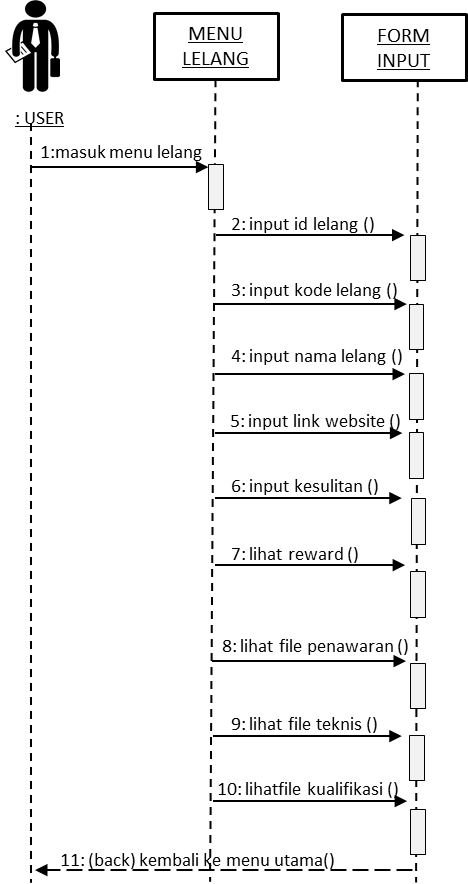 MENU
LELANG
FORM
INPUT
: USER
1:masuk menu lelang
2: input id lelang ()
3: input kode lelang ()
4: input nama lelang ()
5: input link website ()
6: input kesulitan ()
7: lihat reward ()
8: lihat file penawaran ()
9: lihat file teknis ()
10: lihatfile kualifikasi ()
11: (back) kembali ke menu utama()